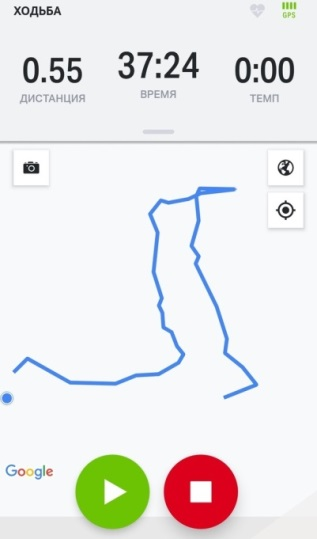 ХОДЬБА
GPS
0.55
37:24
0:00
ДИСТАНЦИЯ
ВРЕМЯ
ТЕМП
Google